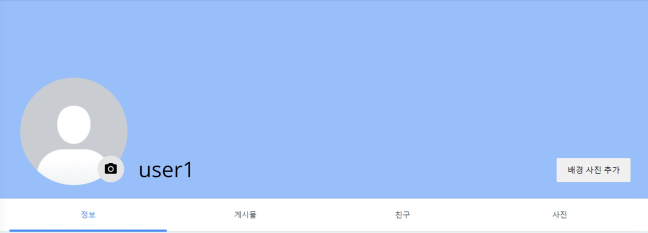 user1
배경 사진 추가
정보
게시물
친구
사진